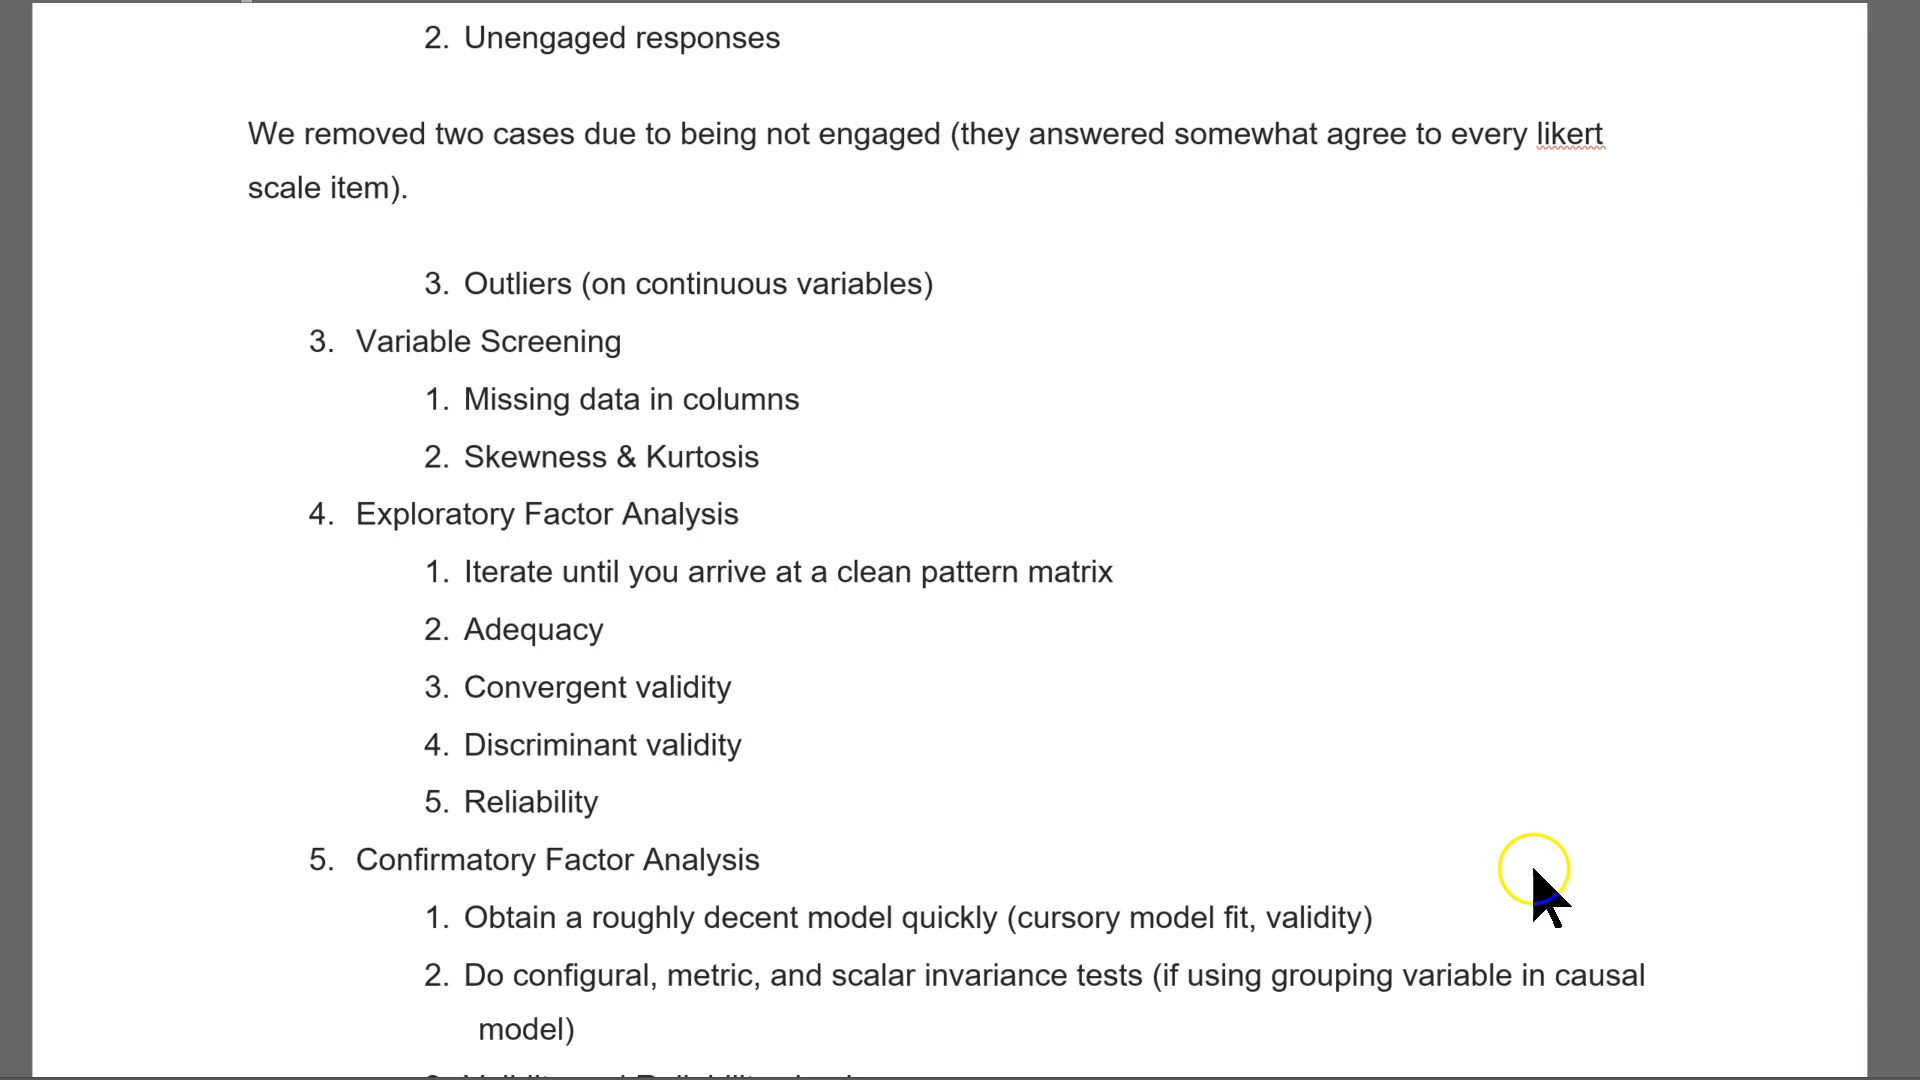 2. Unengaged responses
We removed two cases due to being not engaged (they answered somewhat agree to every likert
scale item).
3. Outliers (on continuous variables)
3. Variable Screening
1. Missing data in columns
2. Skewness & Kurtosis
4. Exploratory Factor Analysis
1. Iterate until you arrive at a clean pattern matrix
2. Adequacy
3. Convergent validity
4. Discriminant validity
5. Reliability
5. Confirmatory Factor Analysis
1. Obtain a roughly decent model quickly (cursory model fit, validity)
2. Do configural, metric, and scalar invariance tests (if using grouping variable in causal
model)